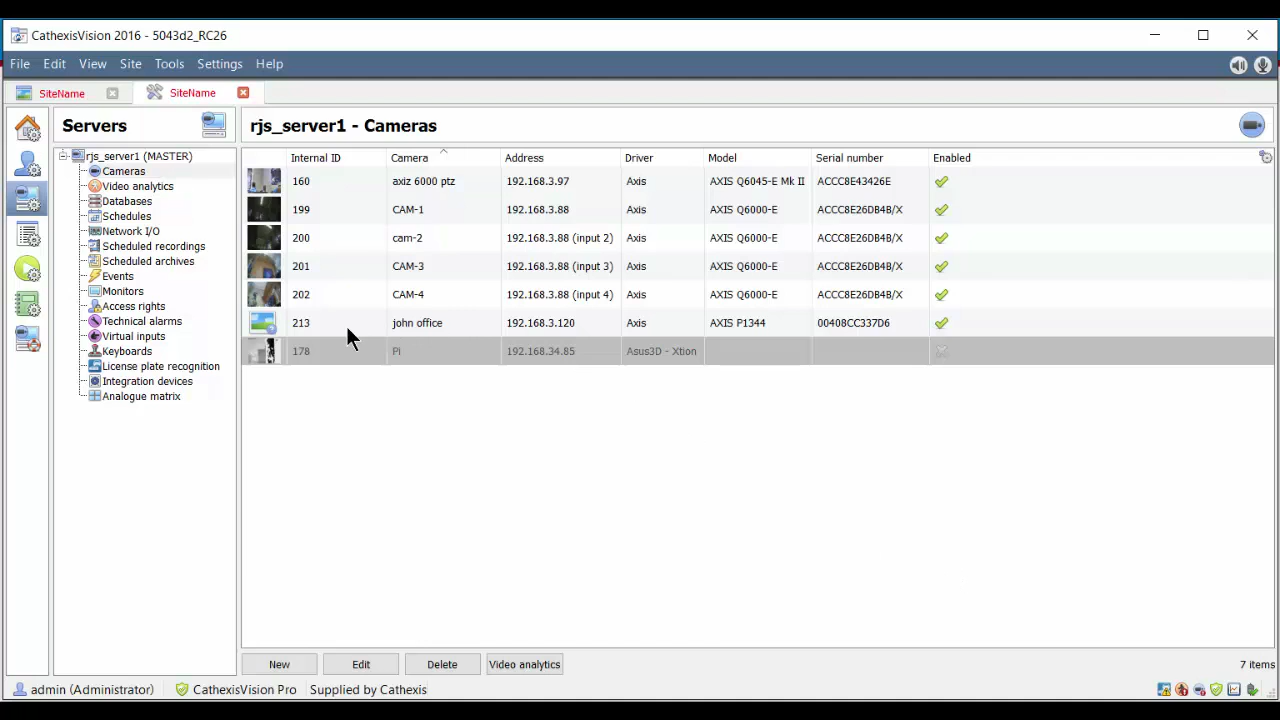 CathexisVision 2016 - 5043d2_RC26
File Edit View Site Tools Settings Help
SiteName SiteName
Servers
rjs_server1 (MASTER)
Cameras
Video analytics
Databases
Schedules
Network I/O
Scheduled recordings
Scheduled archives
Events
Monitors
Access rights
Technical alarms
Virtual inputs
Keyboards
License plate recognition
Integration devices
Analogue matrix
rjs_server1 - Cameras
Internal ID Camera Address Driver Model Serial number Enabled
160 axiz 6000 ptz 192.168.3.97 Axis AXIS Q6045-E Mk II ACCC8E43426E
199 CAM-1 192.168.3.88 Axis AXIS Q6000-E ACCC8E26DB4B/X
200 cam-2 192.168.3.88 (input 2) Axis AXIS Q6000-E ACCC8E26DB4B/X
201 CAM-3 192.168.3.88 (input 3) Axis AXIS Q6000-E ACCC8E26DB4B/X
202 CAM-4 192.168.3.88 (input 4) Axis AXIS Q6000-E ACCC8E26DB4B/X
213 john office 192.168.3.120 Axis AXIS P1344 00408CC337D6
178 Pi 192.168.34.85 Asus3D - Xtion
New Edit Delete Video analytics 7 items
admin (Administrator) CathexisVision Pro Supplied by Cathexis